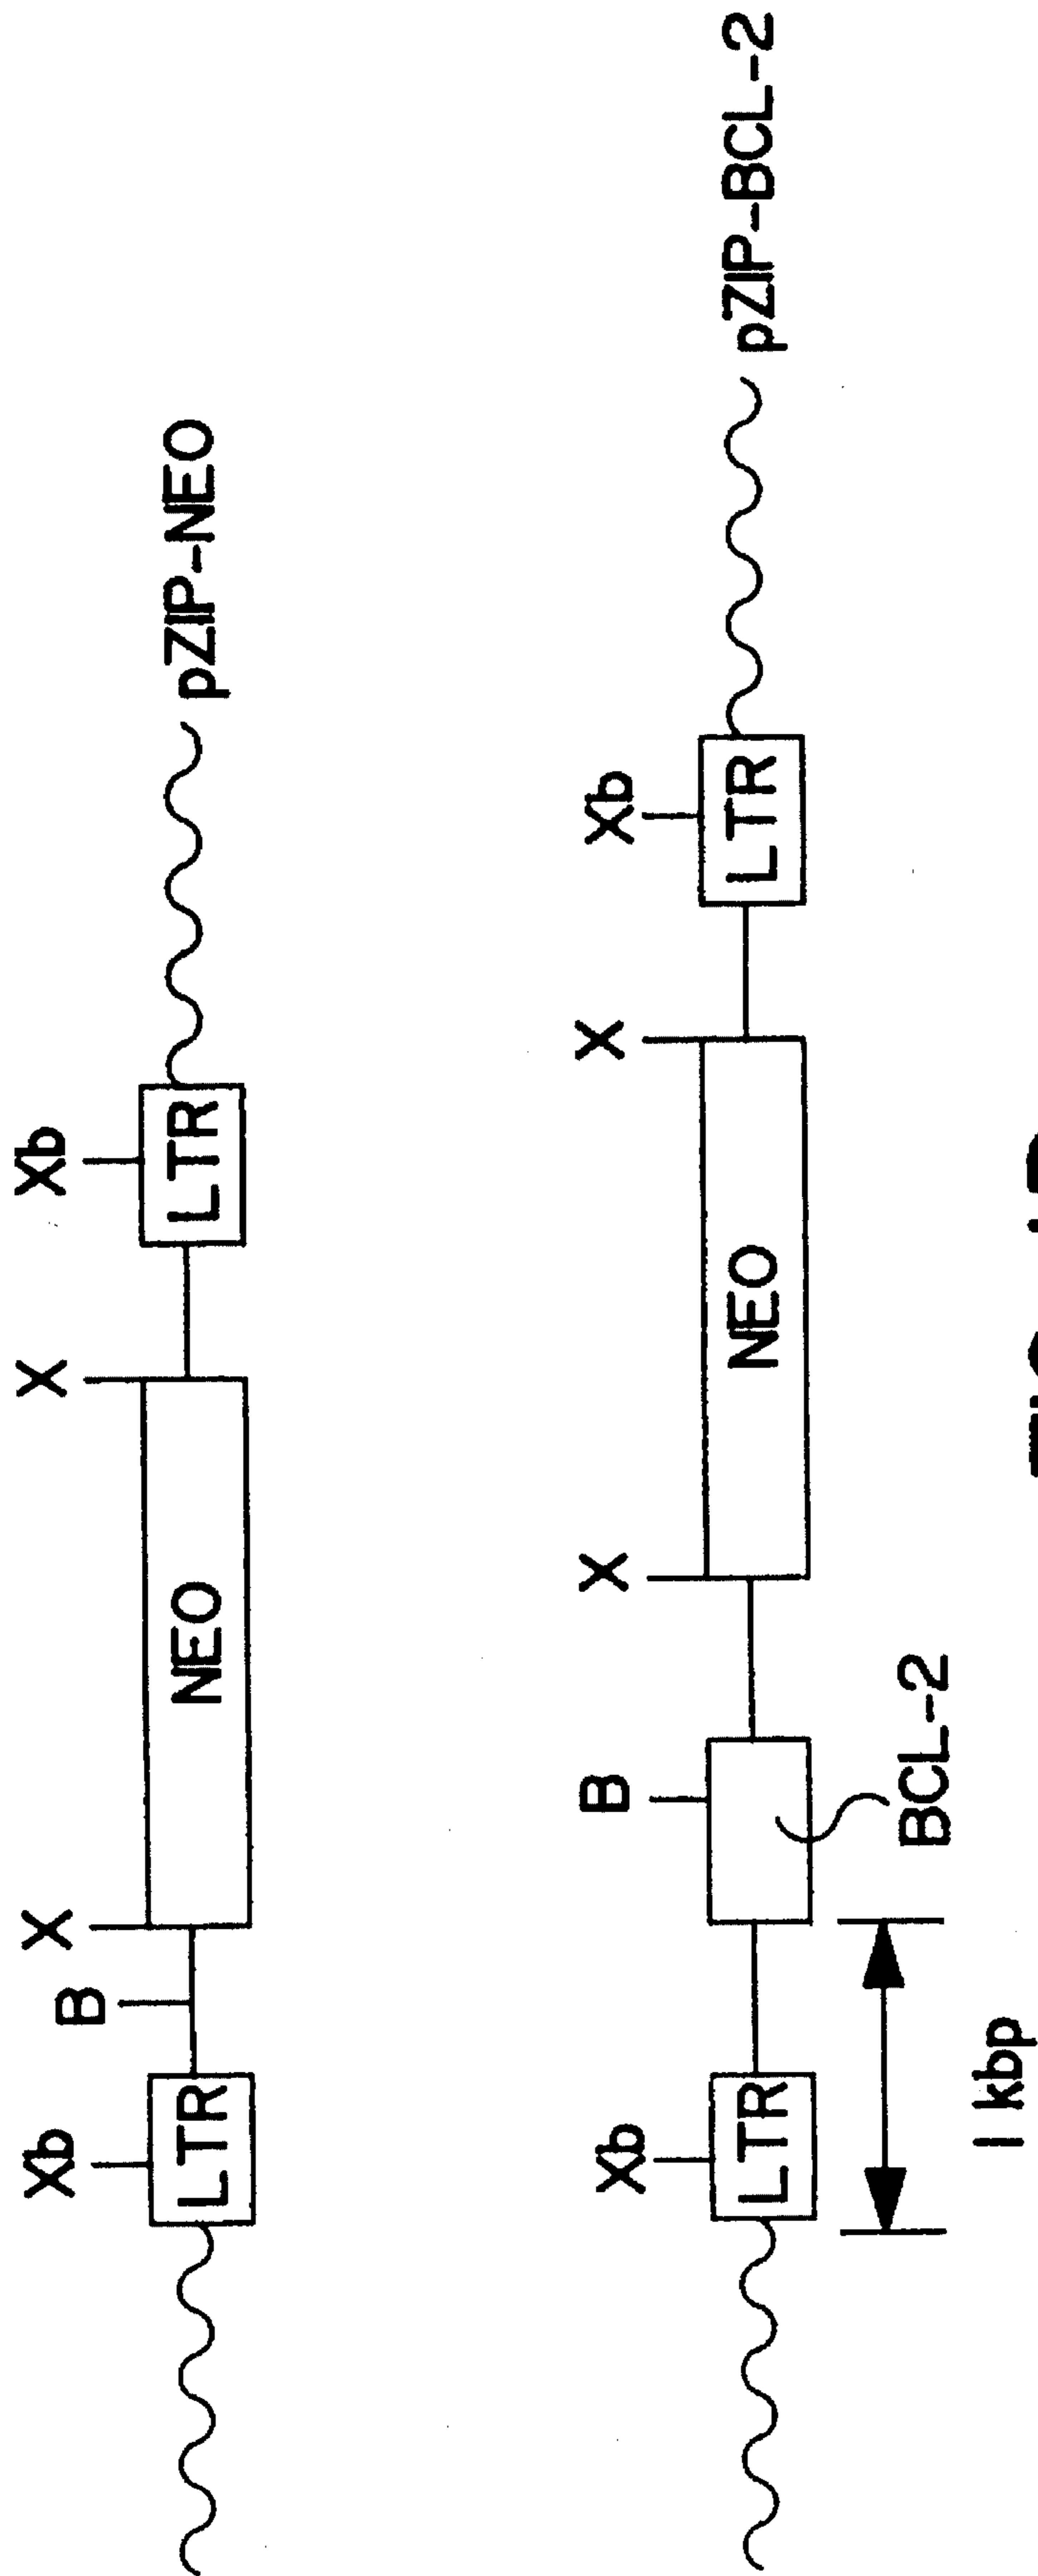 Xb B X X Xb
LTR NEO LTR pZIP-NEO
Xb B X X Xb
LTR NEO LTR pZIP-BCL-2
BCL-2
1 kbp